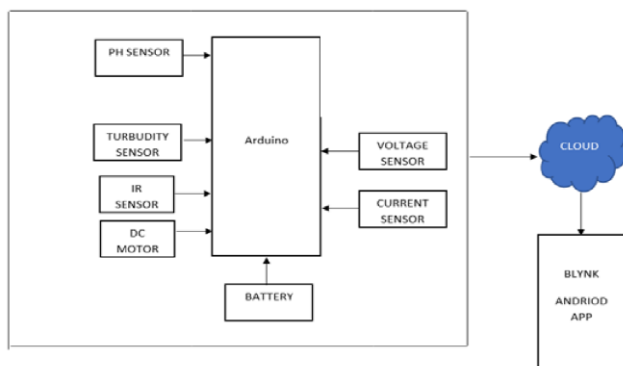 PH SENSOR
TURBUDITY
SENSOR
IR
SENSOR
DC
MOTOR
Arduino
VOLTAGE
SENSOR
CURRENT
SENSOR
BATTERY
CLOUD
BLYNK
ANDRIOD
APP